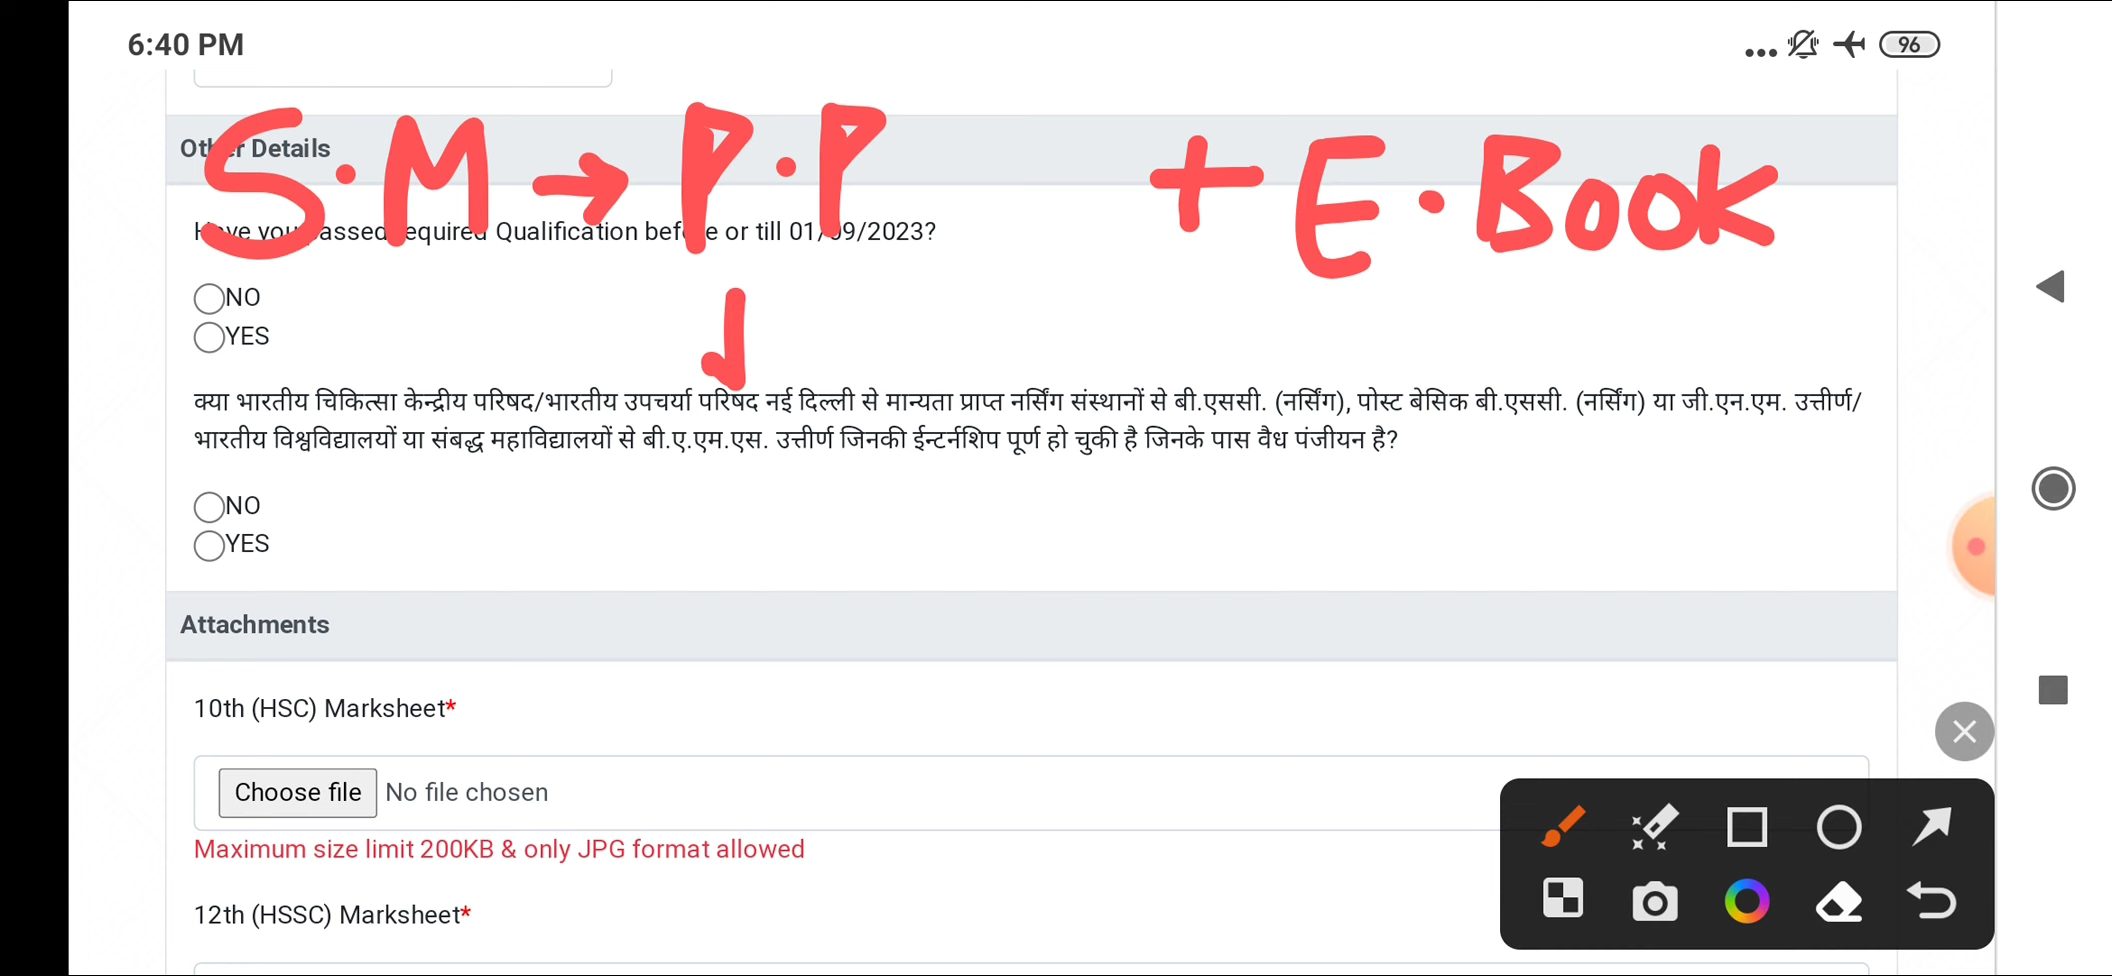 6:40 PM
96
Other Details
S.M → P.P + E.Book
Have you passed required Qualification before or till 01/09/2023?
NO
YES
क्या भारतीय चिकित्सा केन्द्रीय परिषद/भारतीय उपचर्या परिषद नई दिल्ली से मान्यता प्राप्त नर्सिंग संस्थानों से बी.एससी. (नर्सिंग), पोस्ट बेसिक बी.एससी. (नर्सिंग) या जी.एन.एम. उत्तीर्ण/
भारतीय विश्वविद्यालयों या संबद्ध महाविद्यालयों से बी.ए.एम.एस. उत्तीर्ण जिनकी ईन्टर्नशिप पूर्ण हो चुकी है जिनके पास वैध पंजीयन है?
NO
YES
Attachments
10th (HSC) Marksheet*
Choose file No file chosen
Maximum size limit 200KB & only JPG format allowed
12th (HSSC) Marksheet*